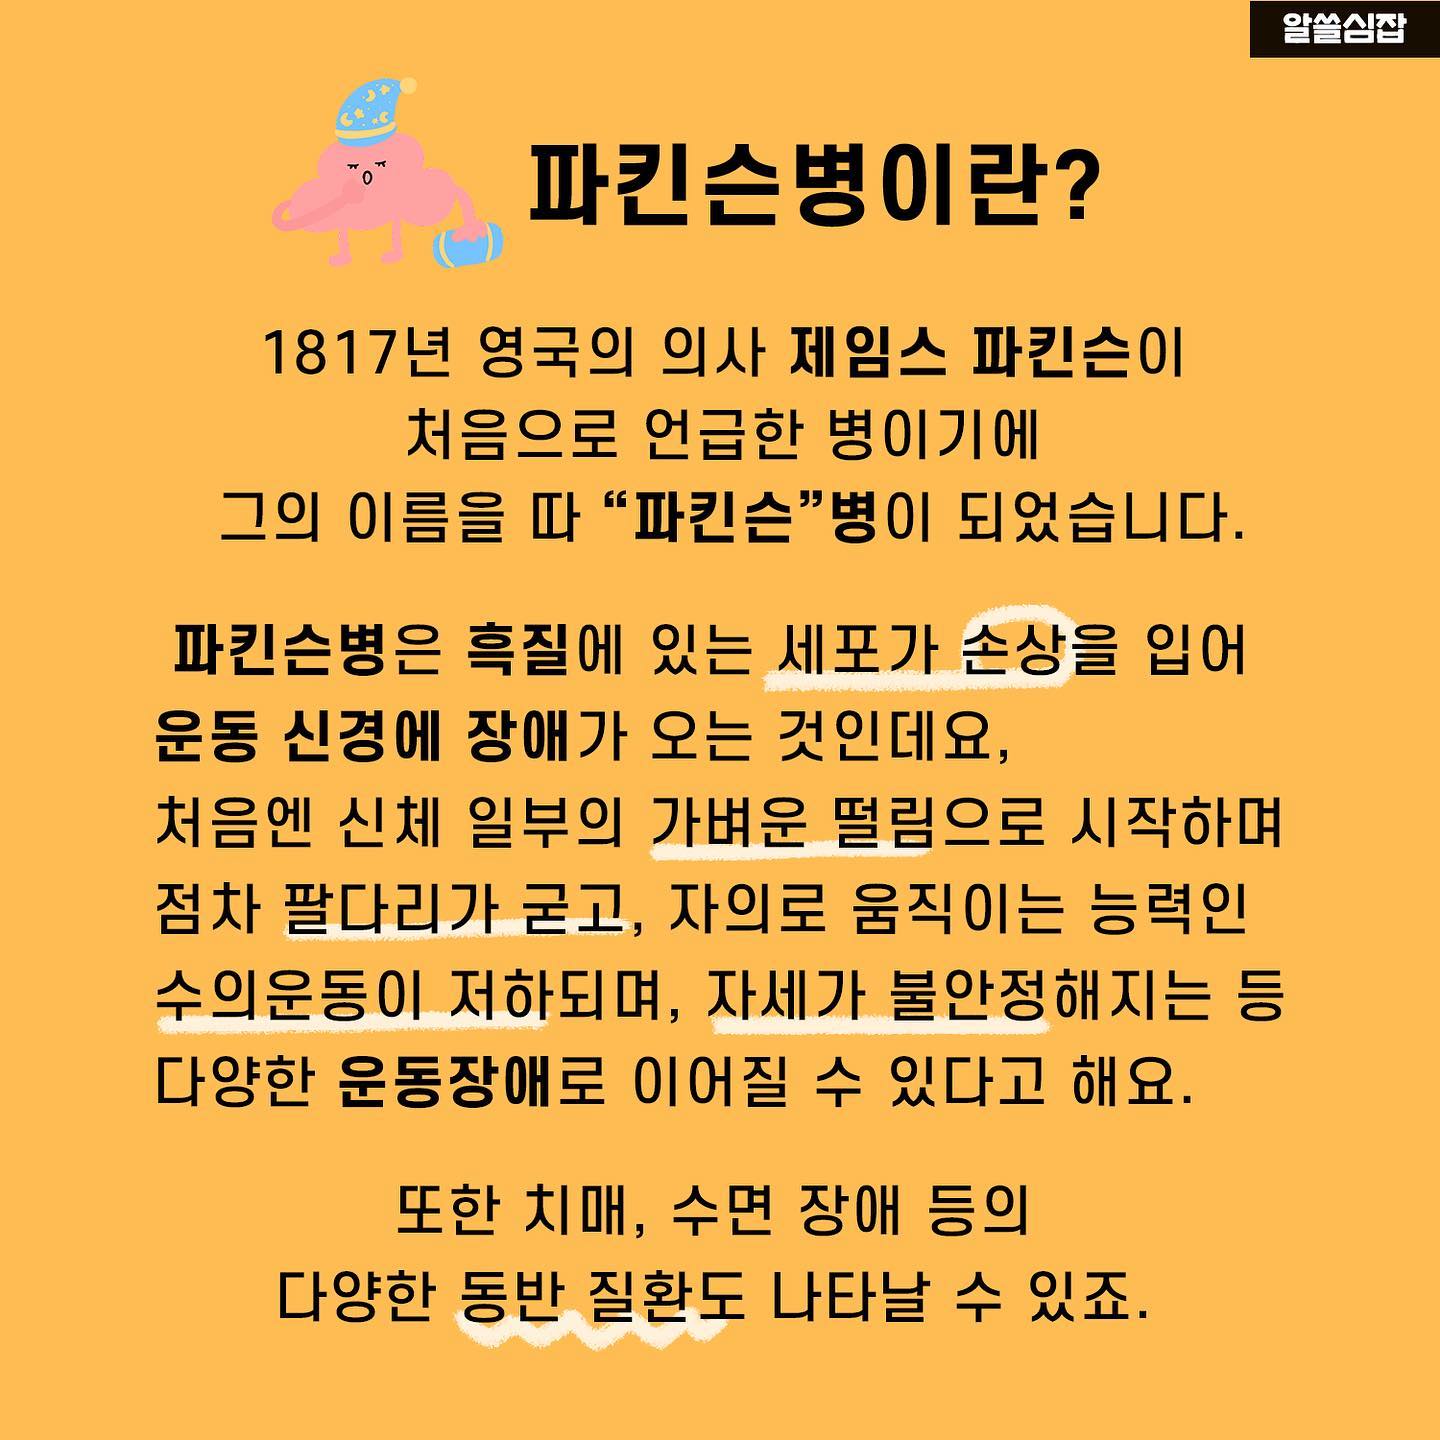 알쓸심잡
파킨슨병이란?
1817년 영국의 의사 제임스 파킨슨이
처음으로 언급한 병이기에
그의 이름을 따 “파킨슨”병이 되었습니다.
파킨슨병은 흑질에 있는 세포가 손상을 입어
운동 신경에 장애가 오는 것인데요,
처음엔 신체 일부의 가벼운 떨림으로 시작하며
점차 팔다리가 굳고, 자의로 움직이는 능력인
수의운동이 저하되며, 자세가 불안정해지는 등
다양한 운동장애로 이어질 수 있다고 해요.
또한 치매, 수면 장애 등의
다양한 동반 질환도 나타날 수 있죠.